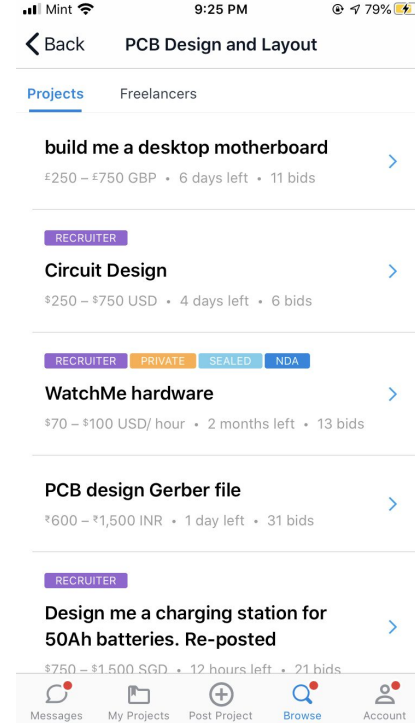 Mint 9:25 PM 79%
Back PCB Design and Layout
Projects Freelancers
build me a desktop motherboard
£250 – £750 GBP • 6 days left • 11 bids
RECRUITER
Circuit Design
$250 – $750 USD • 4 days left • 6 bids
RECRUITER PRIVATE SEALED NDA
WatchMe hardware
$70 – $100 USD/ hour • 2 months left • 13 bids
PCB design Gerber file
₹600 – ₹1,500 INR • 1 day left • 31 bids
RECRUITER
Design me a charging station for
50Ah batteries. Re-posted
$750 – $1,500 SGD • 12 hours left • 21 bids
Messages My Projects Post Project Browse Account